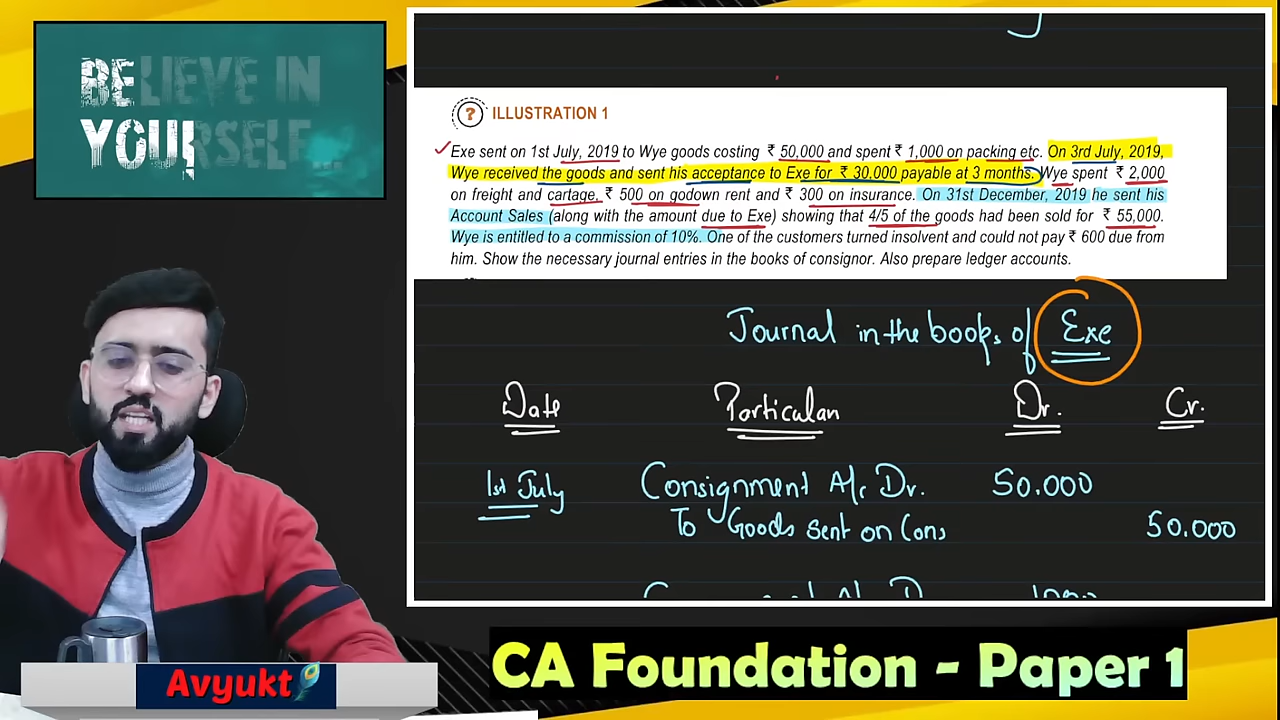 BELIEVE IN
YOURSELF...
? ILLUSTRATION 1
Exe sent on 1st July, 2019 to Wye goods costing ₹ 50,000 and spent ₹ 1,000 on packing etc. On 3rd July, 2019,
Wye received the goods and sent his acceptance to Exe for ₹ 30,000 payable at 3 months. Wye spent ₹ 2,000
on freight and cartage, ₹ 500 on godown rent and ₹ 300 on insurance. On 31st December, 2019 he sent his
Account Sales (along with the amount due to Exe) showing that 4/5 of the goods had been sold for ₹ 55,000.
Wye is entitled to a commission of 10%. One of the customers turned insolvent and could not pay ₹ 600 due from
him. Show the necessary journal entries in the books of consignor. Also prepare ledger accounts.
Journal in the books of Exe
Date Particular Dr. Cr.
1st July Consignment A/c Dr. 50.000
To Goods sent on Cons 50.000
Avyukt
CA Foundation - Paper 1